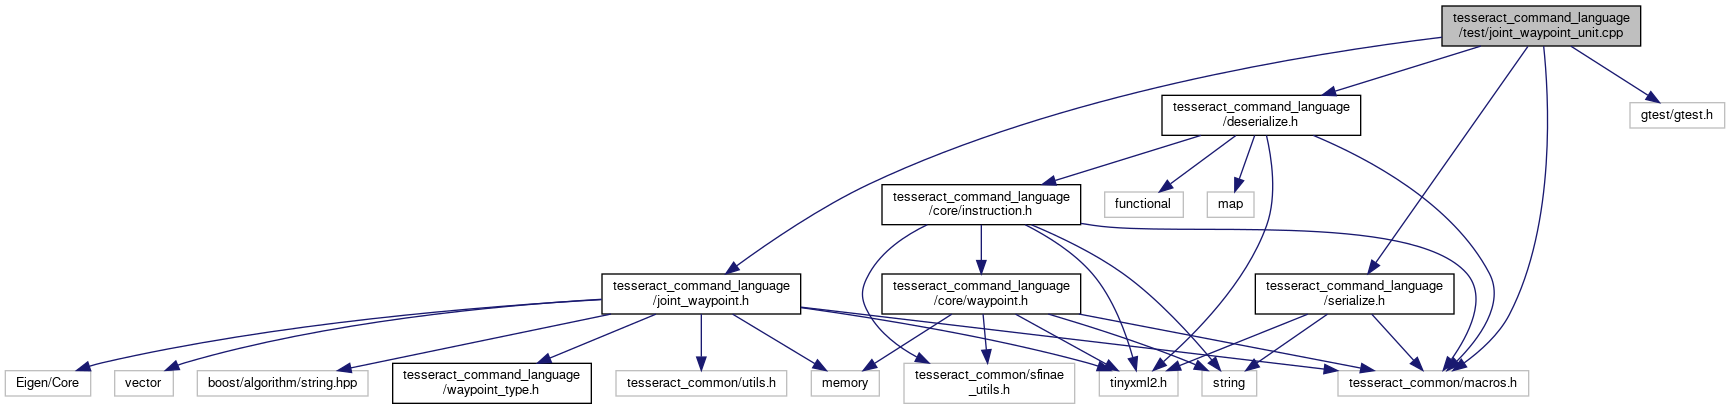 tesseract_command_language
/test/joint_waypoint_unit.cpp
tesseract_command_language
/deserialize.h
gtest/gtest.h
tesseract_command_language
/core/instruction.h
functional
map
tesseract_command_language
/joint_waypoint.h
tesseract_command_language
/core/waypoint.h
tesseract_command_language
/serialize.h
Eigen/Core
vector
boost/algorithm/string.hpp
tesseract_command_language
/waypoint_type.h
tesseract_common/utils.h
memory
tesseract_common/sfinae
_utils.h
tinyxml2.h
string
tesseract_common/macros.h